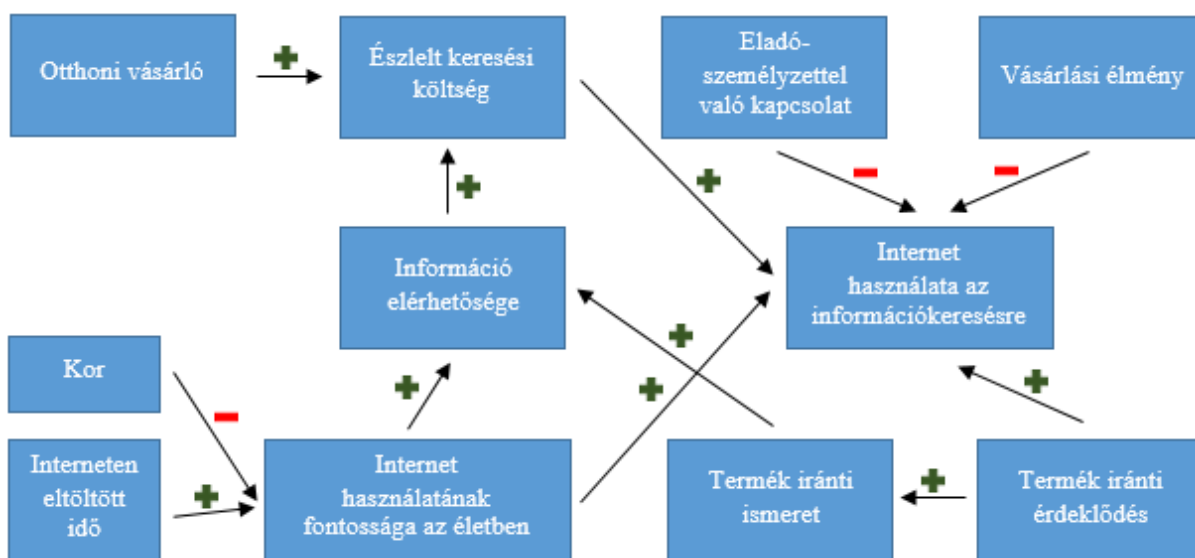 Otthoni vásárló
Észlelt keresési
költség
Eladó-
személyzettel
való kapcsolat
Vásárlási élmény
Információ
elérhetősége
Internet
használata az
információkeresésre
Kor
Interneten
eltöltött
idő
Internet
használatának
fontossága az életben
Termék iránti
ismeret
Termék iránti
érdeklődés